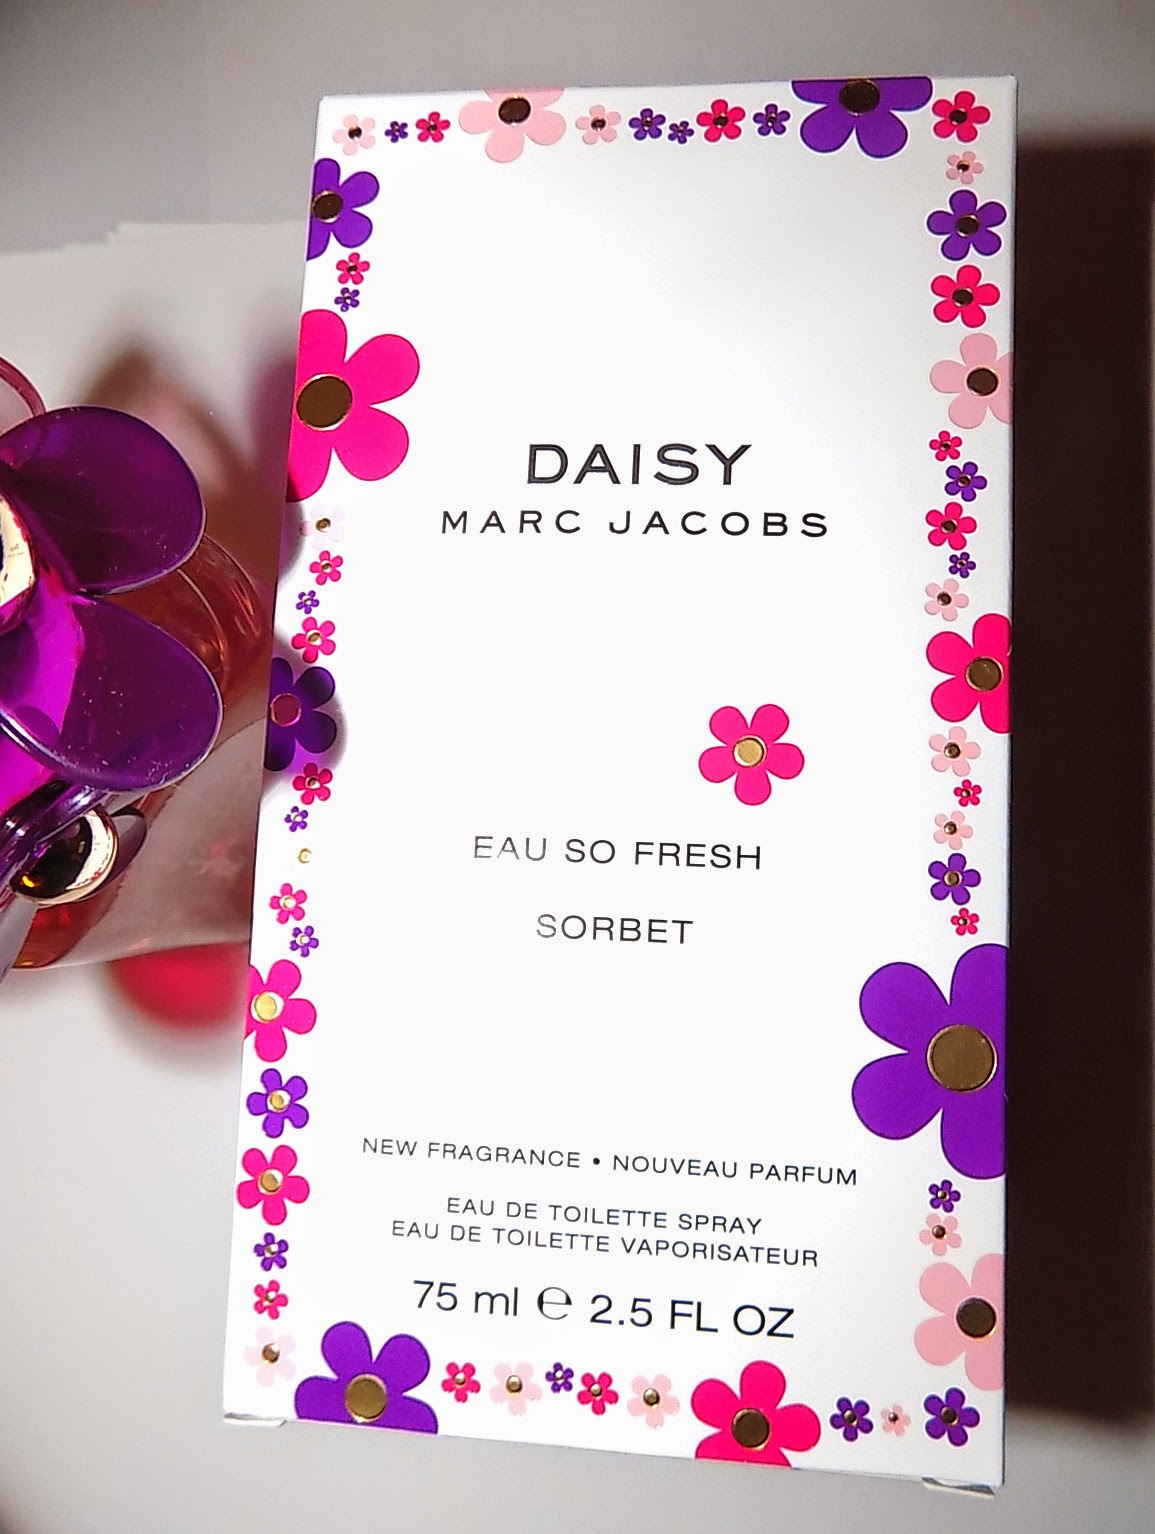 DAISY
MARC JACOBS
EAU SO FRESH
SORBET
NEW FRAGRANCE • NOUVEAU PARFUM
EAU DE TOILETTE SPRAY
EAU DE TOILETTE VAPORISATEUR
75 ml ℮ 2.5 FL OZ